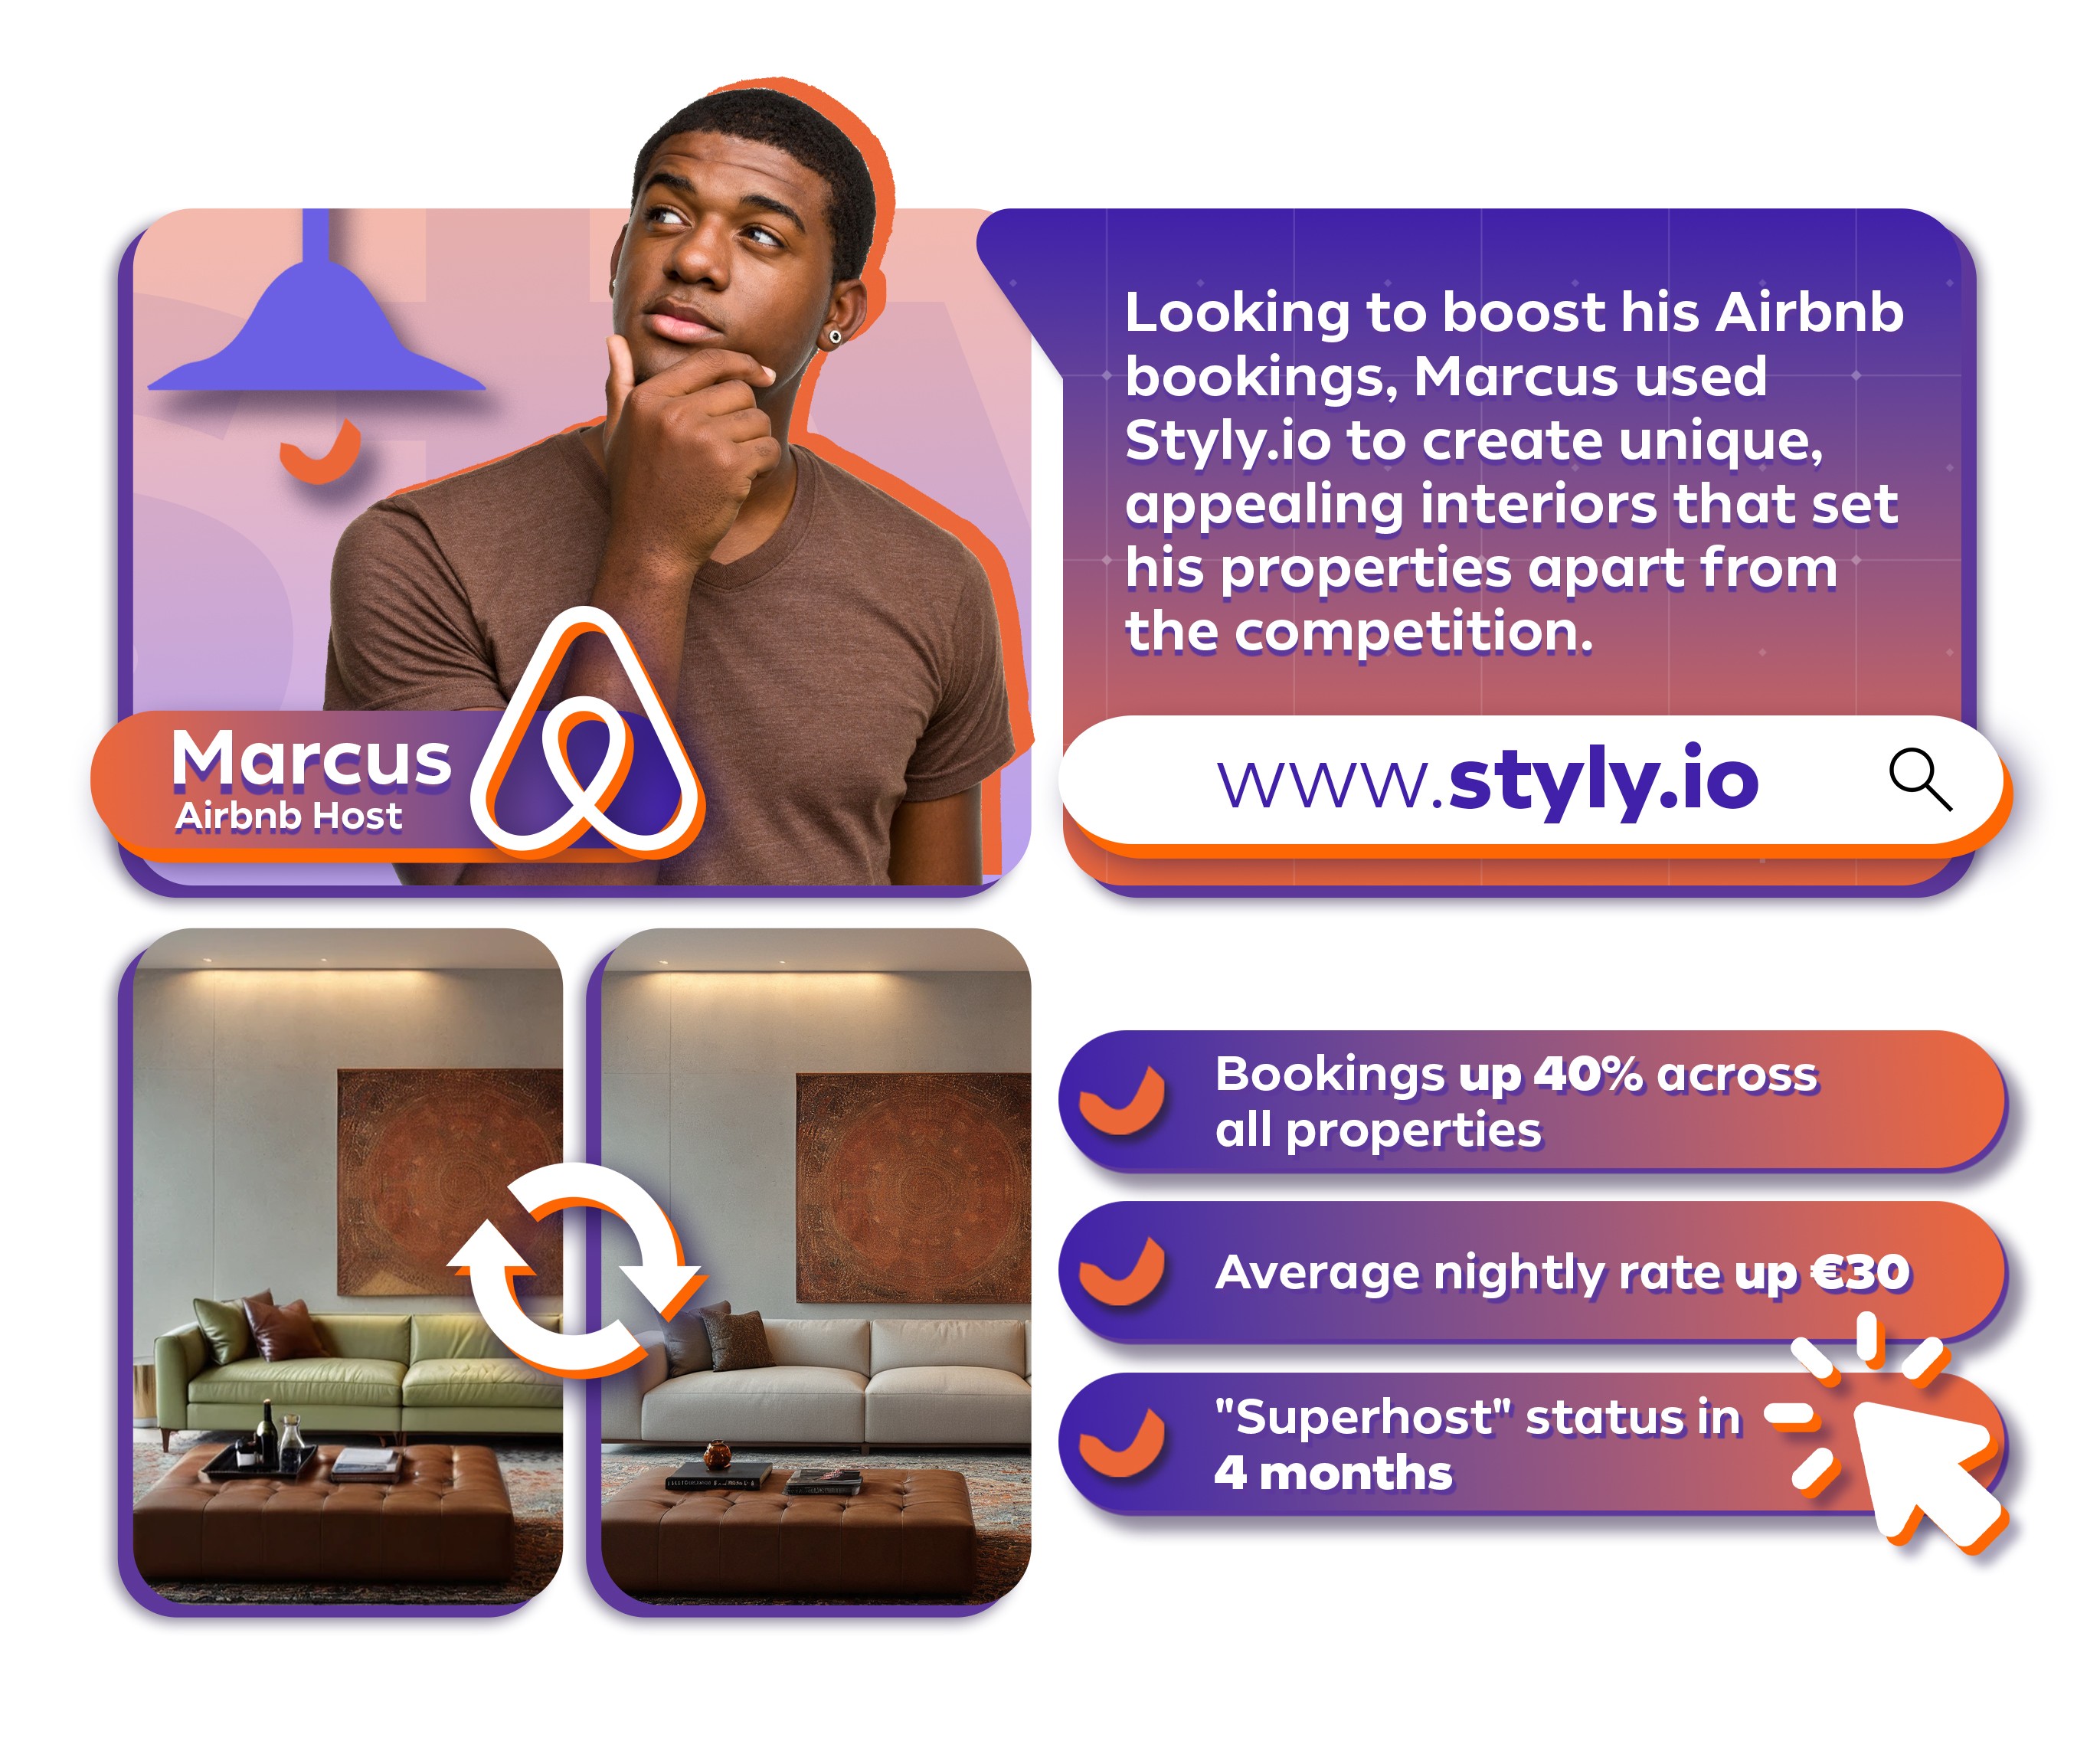 Looking to boost his Airbnb
bookings, Marcus used
Styly.io to create unique,
appealing interiors that set
his properties apart from
the competition.
www.styly.io
Marcus
Airbnb Host
Bookings up 40% across
all properties
Average nightly rate up €30
"Superhost" status in
4 months